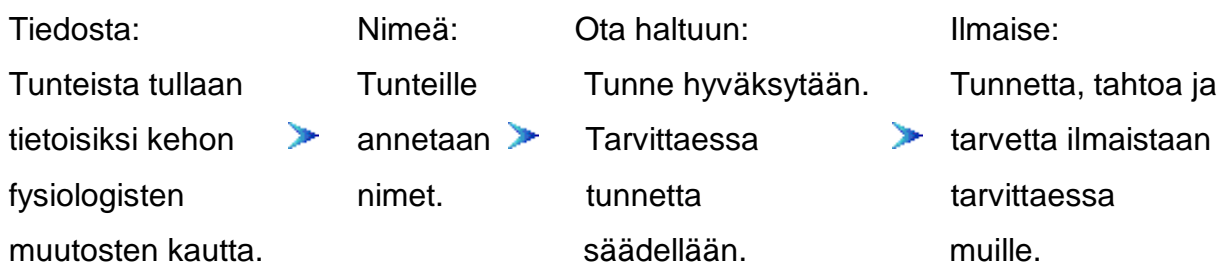 Tiedosta:
Tunteista tullaan
tietoisiksi kehon
fysiologisten
muutosten kautta.
Nimeä:
Tunteille
annetaan
nimet.
Ota haltuun:
Tunne hyväksytään.
Tarvittaessa
tunnetta
säädellään.
Ilmaise:
Tunnetta, tahtoa ja
tarvetta ilmaistaan
tarvittaessa
muille.